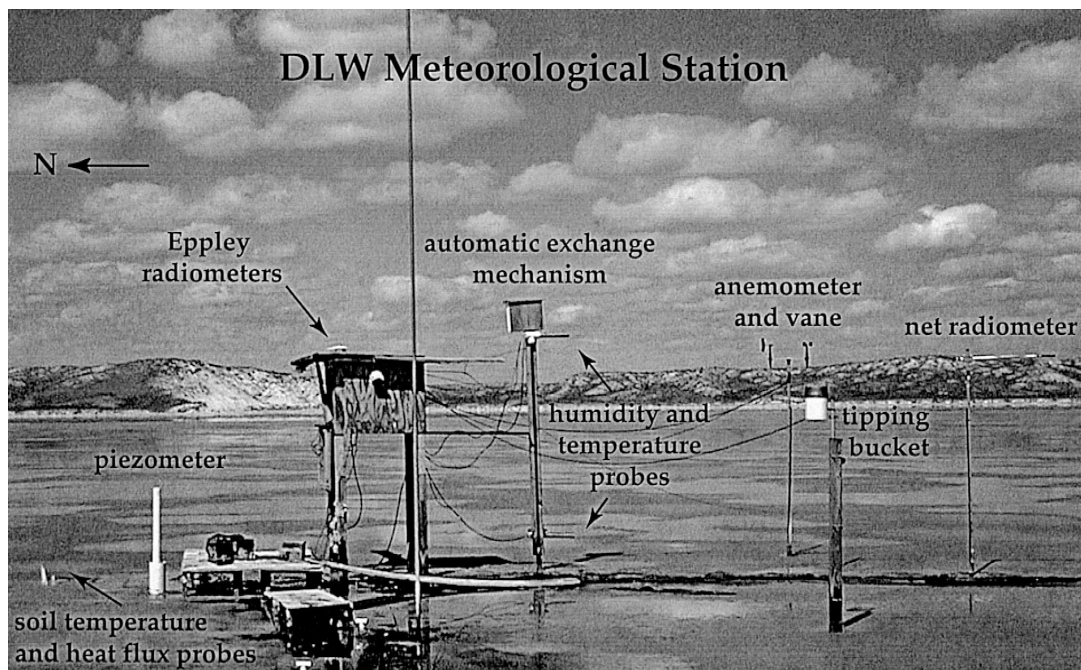 DLW Meteorological Station
N
Eppley
radiometers
automatic exchange
mechanism
anemometer
and vane
net radiometer
humidity and
temperature
probes
tipping
bucket
piezometer
soil temperature
and heat flux probes